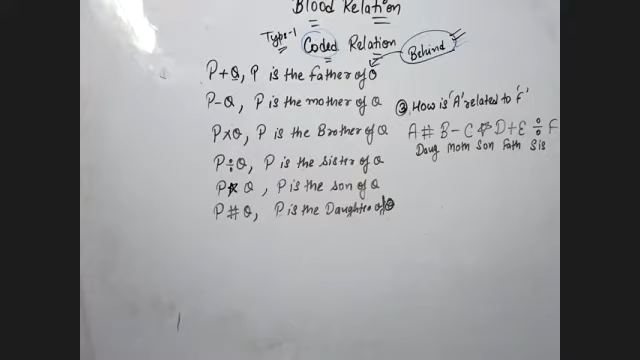 Blood Relation
Type-1 Coded Relation Behind
P+Q, P is the father of Q
P-Q, P is the mother of Q
P×Q, P is the Brother of Q
P÷Q, P is the Sister of Q
P☆Q, P is the son of Q
P#Q, P is the Daughter of Q
③ How is 'A' related to 'F'
A # B - C ☆ D + E ÷ F
Daug Moth Son Fath Sis